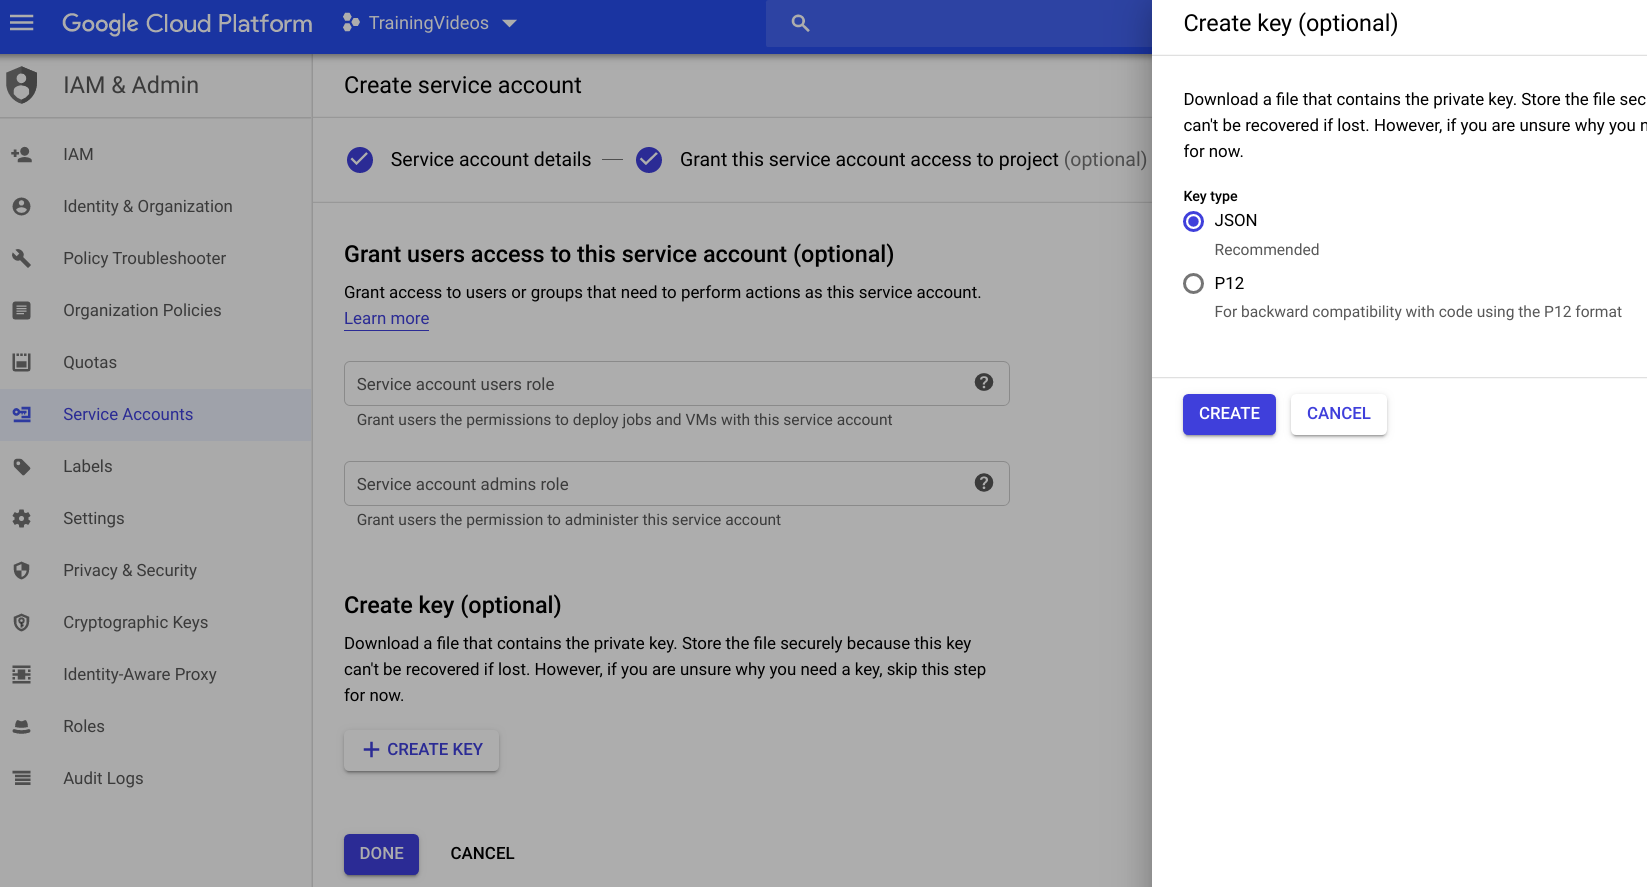 Google Cloud Platform
TrainingVideos
IAM & Admin
IAM
Identity & Organization
Policy Troubleshooter
Organization Policies
Quotas
Service Accounts
Labels
Settings
Privacy & Security
Cryptographic Keys
Identity-Aware Proxy
Roles
Audit Logs
Create service account
Service account details — Grant this service account access to project (optional)
Grant users access to this service account (optional)
Grant access to users or groups that need to perform actions as this service account.
Learn more
Service account users role
Grant users the permissions to deploy jobs and VMs with this service account
Service account admins role
Grant users the permission to administer this service account
Create key (optional)
Download a file that contains the private key. Store the file securely because this key
can't be recovered if lost. However, if you are unsure why you need a key, skip this step
for now.
CREATE KEY
DONE CANCEL
Create key (optional)
Download a file that contains the private key. Store the file sec
can't be recovered if lost. However, if you are unsure why you n
for now.
Key type
JSON
Recommended
P12
For backward compatibility with code using the P12 format
CREATE CANCEL